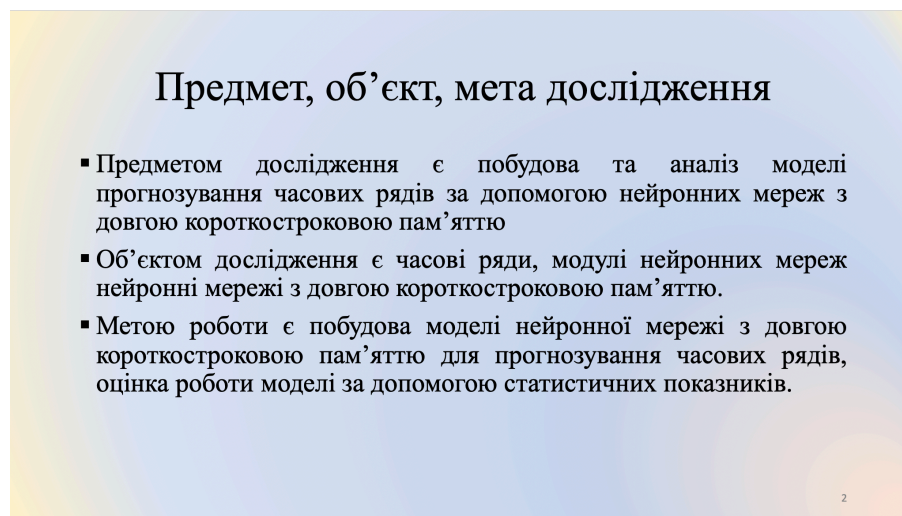 Предмет, об’єкт, мета дослідження
▪ Предметом дослідження є побудова та аналіз моделі
прогнозування часових рядів за допомогою нейронних мереж з
довгою короткостроковою пам’яттю
▪ Об’єктом дослідження є часові ряди, модулі нейронних мереж
нейронні мережі з довгою короткостроковою пам’яттю.
▪ Метою роботи є побудова моделі нейронної мережі з довгою
короткостроковою пам’яттю для прогнозування часових рядів,
оцінка роботи моделі за допомогою статистичних показників.
2